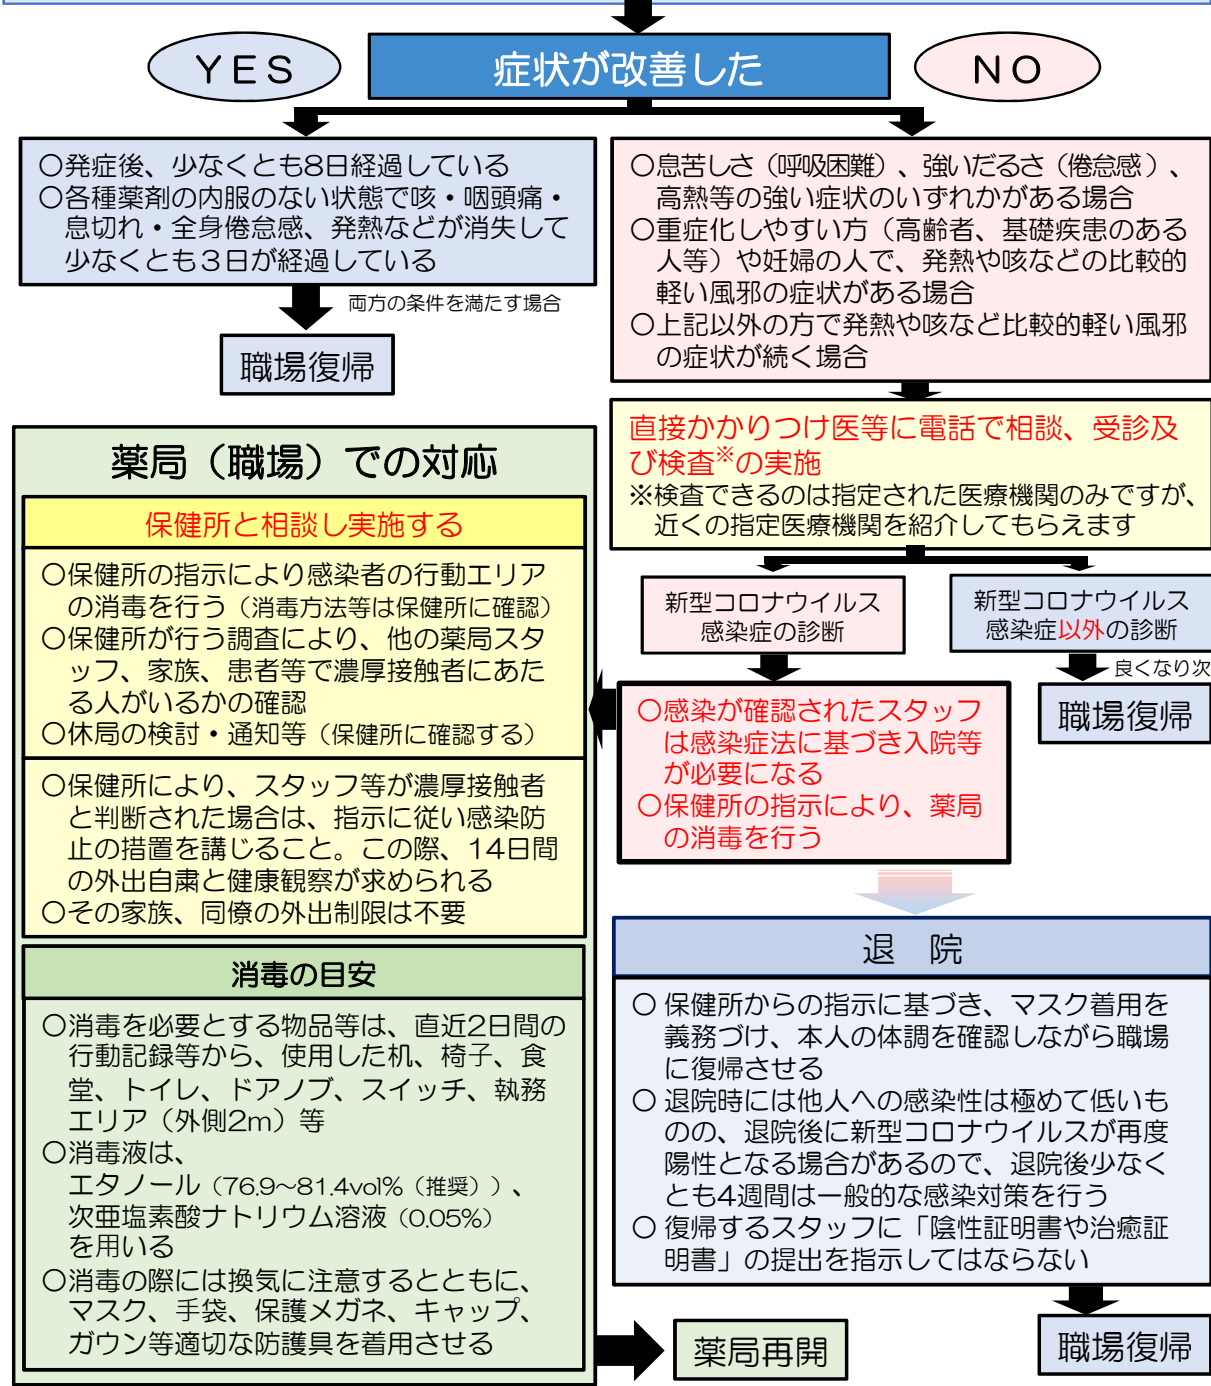 YES
症状が改善した
NO
〇発症後、少なくとも8日経過している
〇各種薬剤の内服のない状態で咳・咽頭痛・
息切れ・全身倦怠感、発熱などが消失して
少なくとも３日が経過している
両方の条件を満たす場合
職場復帰
〇息苦しさ（呼吸困難）、強いだるさ（倦怠感）、
高熱等の強い症状のいずれかがある場合
〇重症化しやすい方（高齢者、基礎疾患のある
人等）や妊婦の人で、発熱や咳などの比較的
軽い風邪の症状がある場合
〇上記以外の方で発熱や咳など比較的軽い風邪
の症状が続く場合
直接かかりつけ医等に電話で相談、受診及
び検査※の実施
※検査できるのは指定された医療機関のみですが、
近くの指定医療機関を紹介してもらえます
新型コロナウイルス
感染症の診断
新型コロナウイルス
感染症以外の診断
良くなり次
職場復帰
〇感染が確認されたスタッフ
は感染症法に基づき入院等
が必要になる
〇保健所の指示により、薬局
の消毒を行う
薬局（職場）での対応
保健所と相談し実施する
〇保健所の指示により感染者の行動エリア
の消毒を行う（消毒方法等は保健所に確認）
〇保健所が行う調査により、他の薬局スタ
ッフ、家族、患者等で濃厚接触者にあた
る人がいるかの確認
〇休局の検討・通知等（保健所に確認する）
〇保健所により、スタッフ等が濃厚接触者
と判断された場合は、指示に従い感染防
止の措置を講じること。この際、14日間
の外出自粛と健康観察が求められる
〇その家族、同僚の外出制限は不要
消毒の目安
〇消毒を必要とする物品等は、直近2日間の
行動記録等から、使用した机、椅子、食
堂、トイレ、ドアノブ、スイッチ、執務
エリア（外側2m）等
〇消毒液は、
エタノール（76.9～81.4vol%（推奨））、
次亜塩素酸ナトリウム溶液（0.05%）
を用いる
〇消毒の際には換気に注意するとともに、
マスク、手袋、保護メガネ、キャップ、
ガウン等適切な防護具を着用させる
薬局再開
退　院
〇 保健所からの指示に基づき、マスク着用を
義務づけ、本人の体調を確認しながら職場
に復帰させる
〇 退院時には他人への感染性は極めて低いも
のの、退院後に新型コロナウイルスが再度
陽性となる場合があるので、退院後少なく
とも4週間は一般的な感染対策を行う
〇 復帰するスタッフに「陰性証明書や治癒証
明書」の提出を指示してはならない
職場復帰